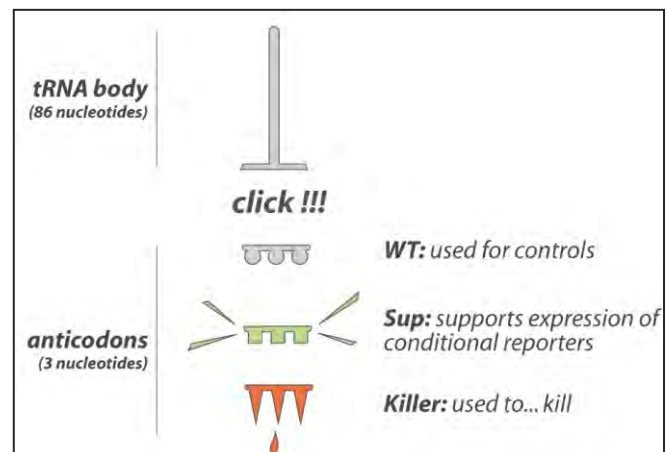 tRNA body
(86 nucleotides)
click !!!
WT: used for controls
anticodons
(3 nucleotides)
Sup: supports expression of
conditional reporters
Killer: used to... kill